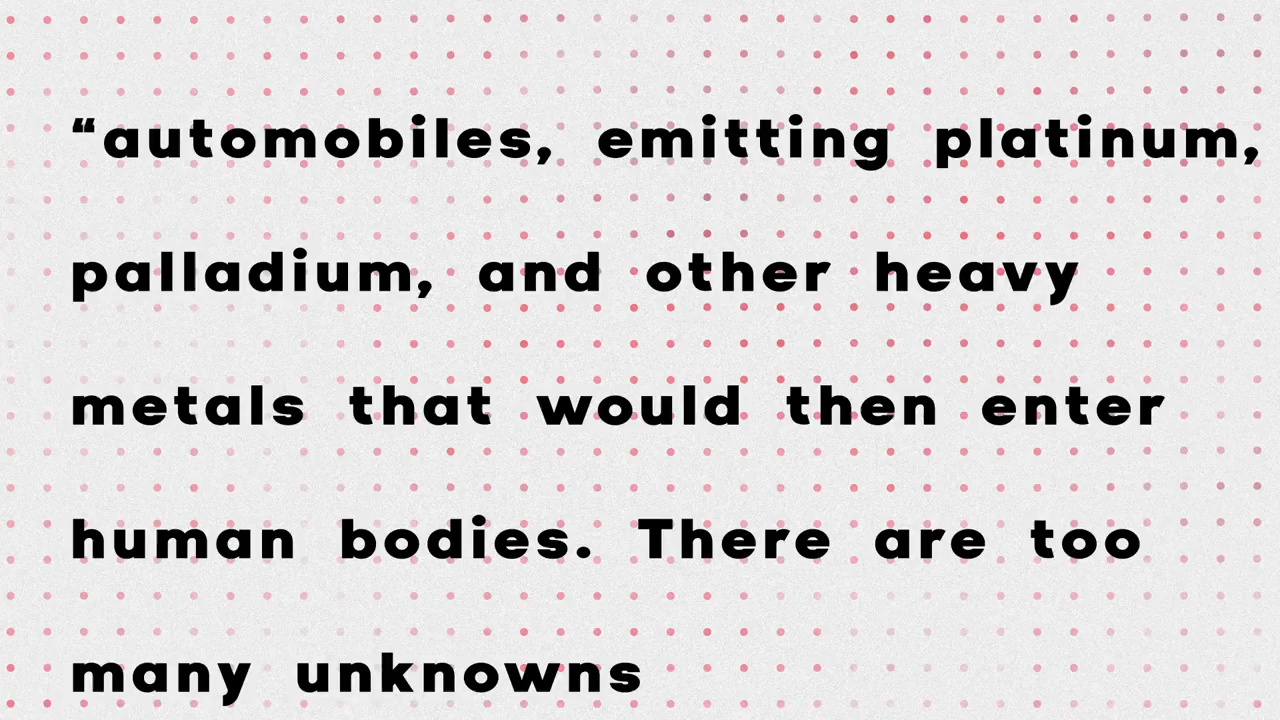 “automobiles, emitting platinum,
palladium, and other heavy
metals that would then enter
human bodies. There are too
many unknowns